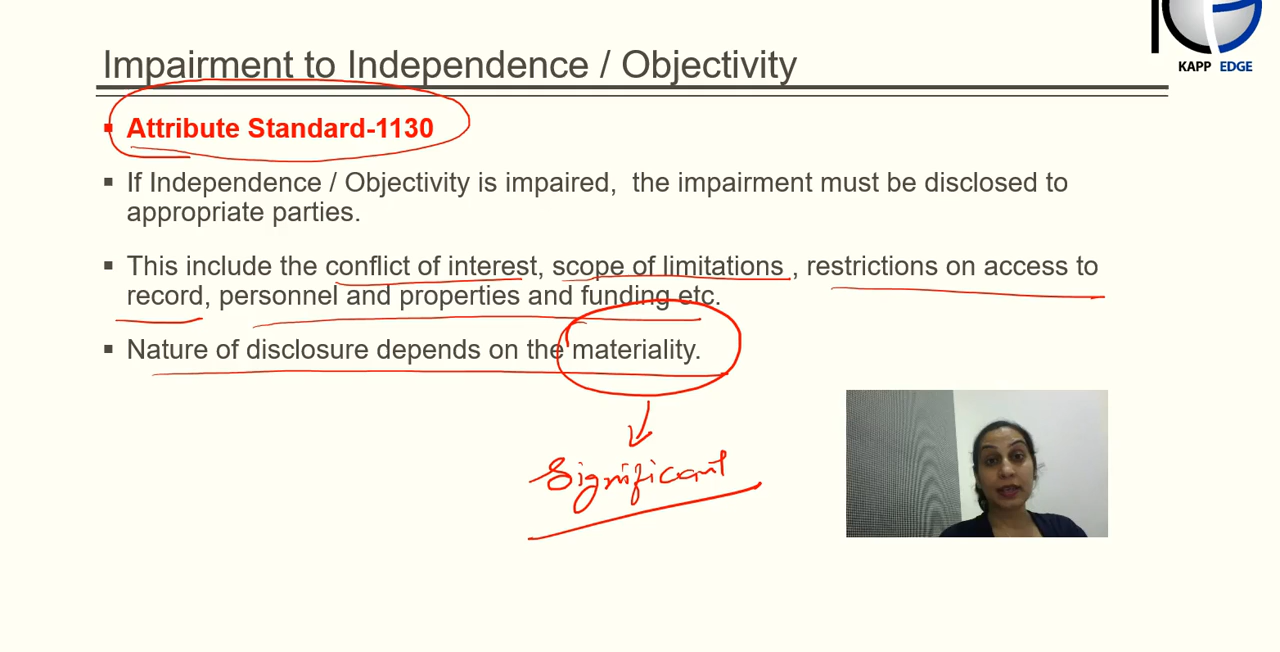 KAPP EDGE
Impairment to Independence / Objectivity
Attribute Standard-1130
If Independence / Objectivity is impaired, the impairment must be disclosed to
appropriate parties.
This include the conflict of interest, scope of limitations , restrictions on access to
record, personnel and properties and funding etc.
Nature of disclosure depends on the materiality.
Significant